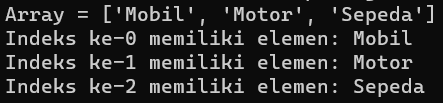 Array = ['Mobil', 'Motor', 'Sepeda']
Indeks ke-0 memiliki elemen: Mobil
Indeks ke-1 memiliki elemen: Motor
Indeks ke-2 memiliki elemen: Sepeda